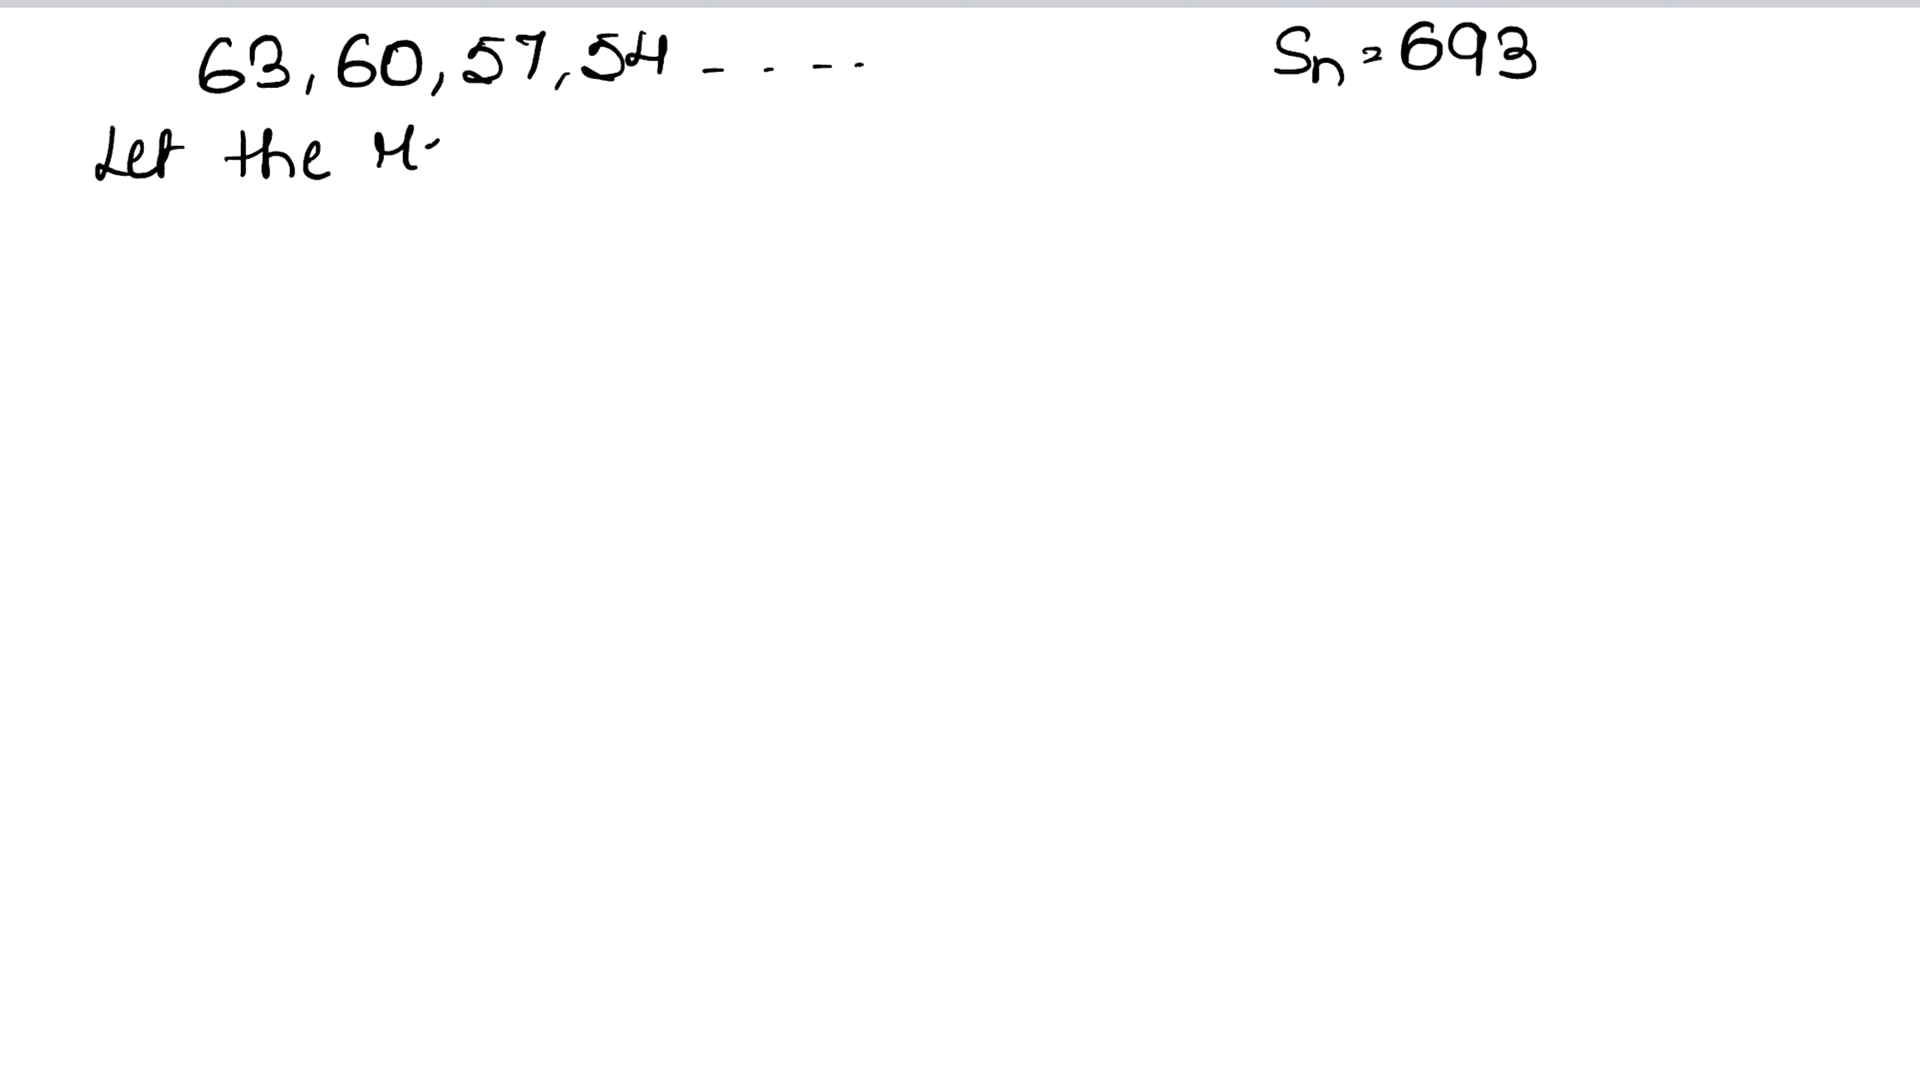 63, 60, 57, 54 - - - -    Sn = 693
Let the